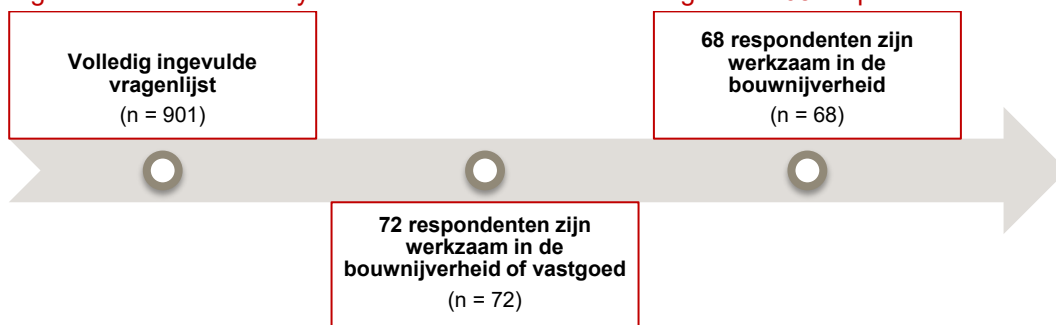 Volledig ingevulde
vragenlijst
(n = 901)
72 respondenten zijn
werkzaam in de
bouwnijverheid of vastgoed
(n = 72)
68 respondenten zijn
werkzaam in de
bouwnijverheid
(n = 68)